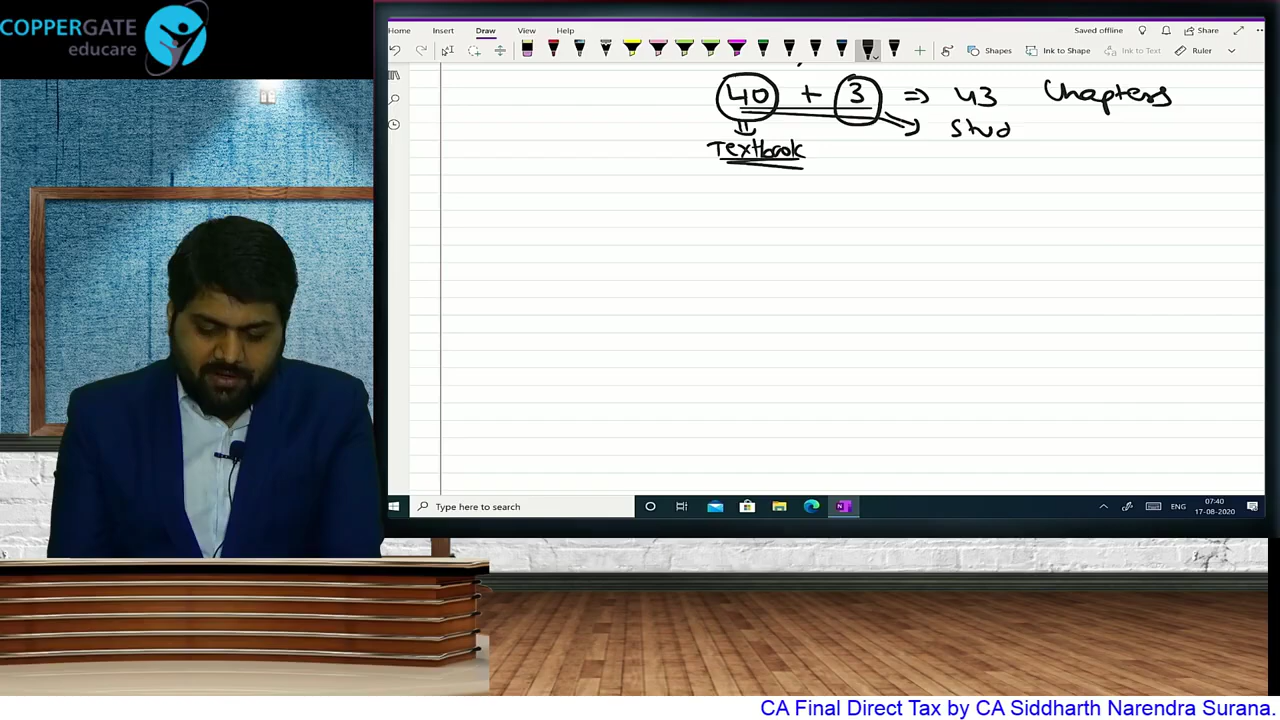 COPPERGATE
educare
Home Insert Draw View Help
Saved offline Share
Shapes Ink to Shape Ink to Text Ruler
40 + 3 ⇒ 43 Chapters
Stud
Textbook
Type here to search
ENG
07:40
17-08-2020
CA Final Direct Tax by CA Siddharth Narendra Surana.